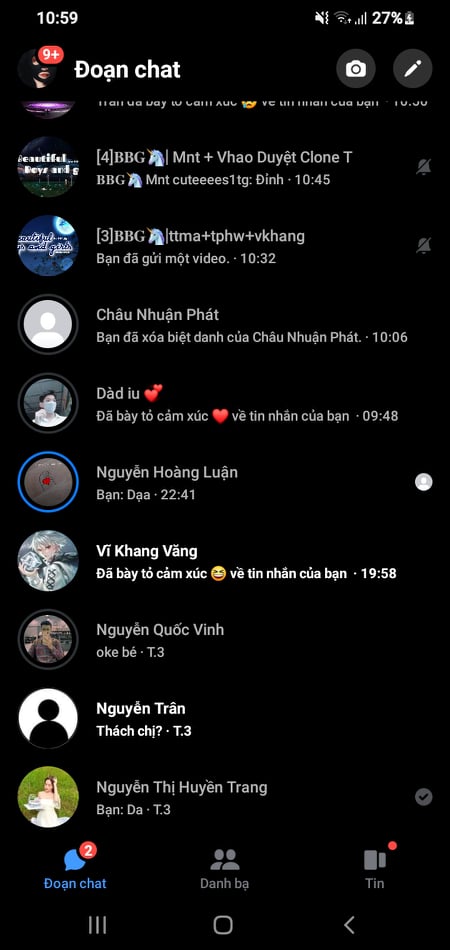 10:59
27%
9+
Đoạn chat
Trân đã bày tỏ cảm xúc 😢 về tin nhắn của bạn · 10:50
[4]BBG🦄| Mnt + Vhao Duyệt Clone T
BBG🦄 Mnt cuteeees1tg: Đỉnh · 10:45
[3]BBG🦄|ttma+tphw+vkhang
Bạn đã gửi một video. · 10:32
Châu Nhuận Phát
Bạn đã xóa biệt danh của Châu Nhuận Phát. · 10:06
Dàd iu 💕
Đã bày tỏ cảm xúc ❤️ về tin nhắn của bạn · 09:48
Nguyễn Hoàng Luận
Bạn: Dạa · 22:41
Vĩ Khang Văng
Đã bày tỏ cảm xúc 😆 về tin nhắn của bạn · 19:58
Nguyễn Quốc Vinh
oke bé · T.3
Nguyễn Trân
Thách chị? · T.3
Nguyễn Thị Huyền Trang
Bạn: Da · T.3
2
Đoạn chat
Danh bạ
Tin